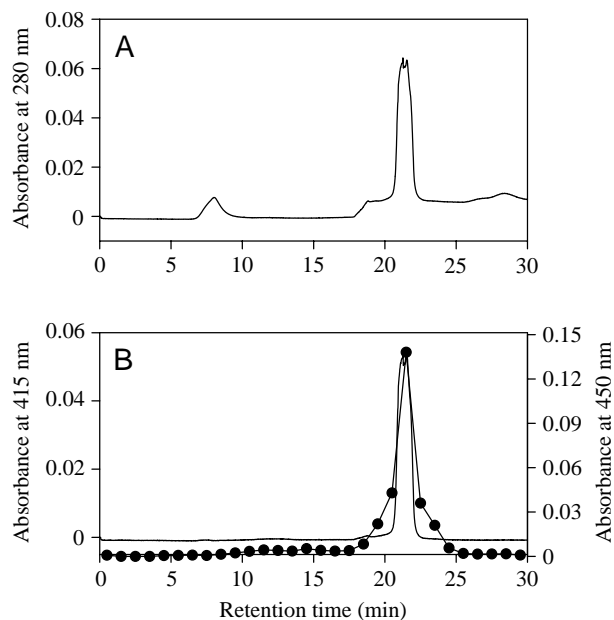 A
Absorbance at 280 nm
0.08
0.06
0.04
0.02
0
0 5 10 15 20 25 30
B
Absorbance at 415 nm
0.06
0.04
0.02
0
0.15
0.12
0.09
0.06
0.03
0
Absorbance at 450 nm
0 5 10 15 20 25 30
Retention time (min)